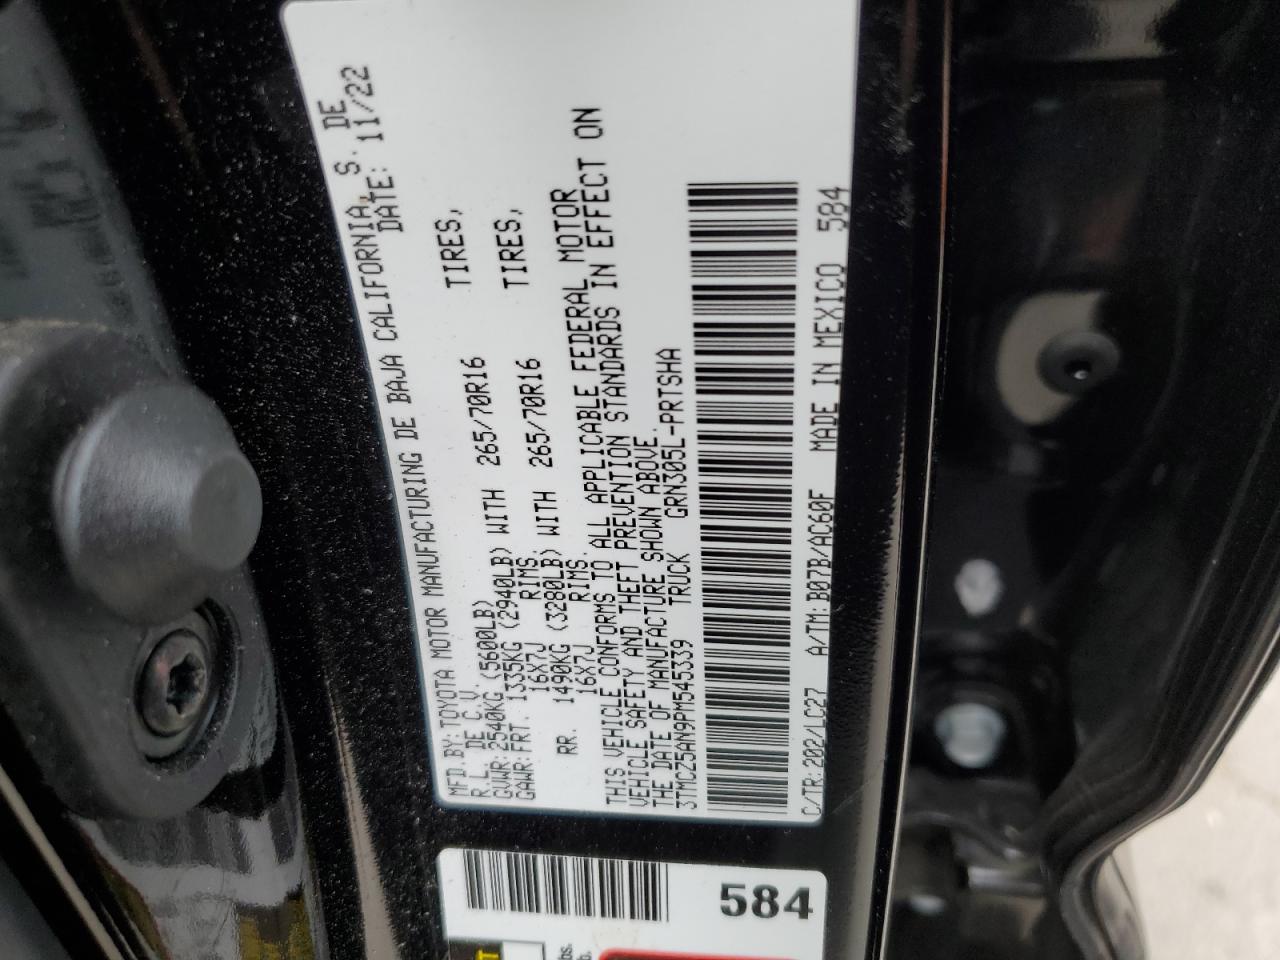 MFD.BY:TOYOTA MOTOR MANUFACTURING DE BAJA CALIFORNIA, S. DE
R.L. DE C.V. DATE: 11/22
GVWR:2540KG (5600LB)
GAWR:FRT. 1335KG (2940LB) WITH 265/70R16 TIRES,
16X7J RIMS.
RR. 1490KG (3280LB) WITH 265/70R16 TIRES,
16X7J RIMS.
THIS VEHICLE CONFORMS TO ALL APPLICABLE FEDERAL MOTOR
VEHICLE SAFETY AND THEFT PREVENTION STANDARDS IN EFFECT ON
THE DATE OF MANUFACTURE SHOWN ABOVE.
3TMCZ5AN9PM545339 TRUCK GRN305L-PRTSHA
C/TR:202/LC27 A/TM:B07B/AC60F MADE IN MEXICO 584
584